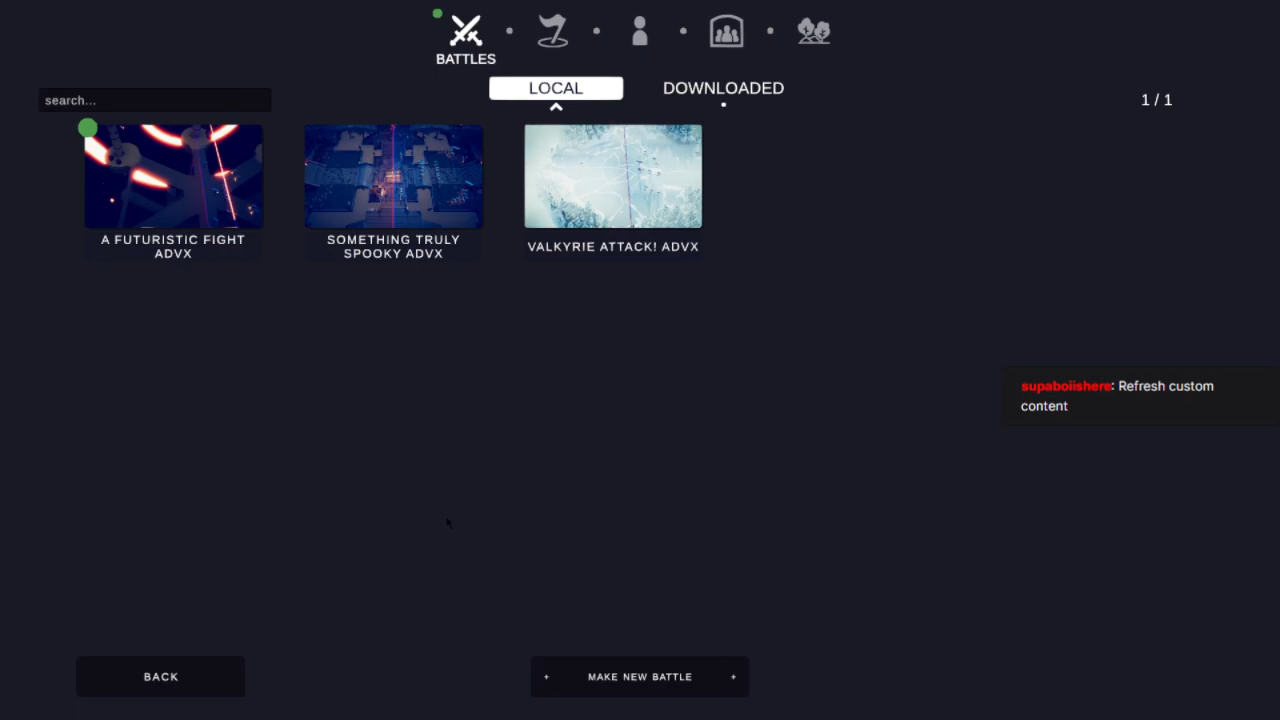 BATTLES
LOCAL
DOWNLOADED
search...
1 / 1
A FUTURISTIC FIGHT
ADVX
SOMETHING TRULY
SPOOKY ADVX
VALKYRIE ATTACK! ADVX
supaboiishere: Refresh custom
content
BACK
+ MAKE NEW BATTLE +